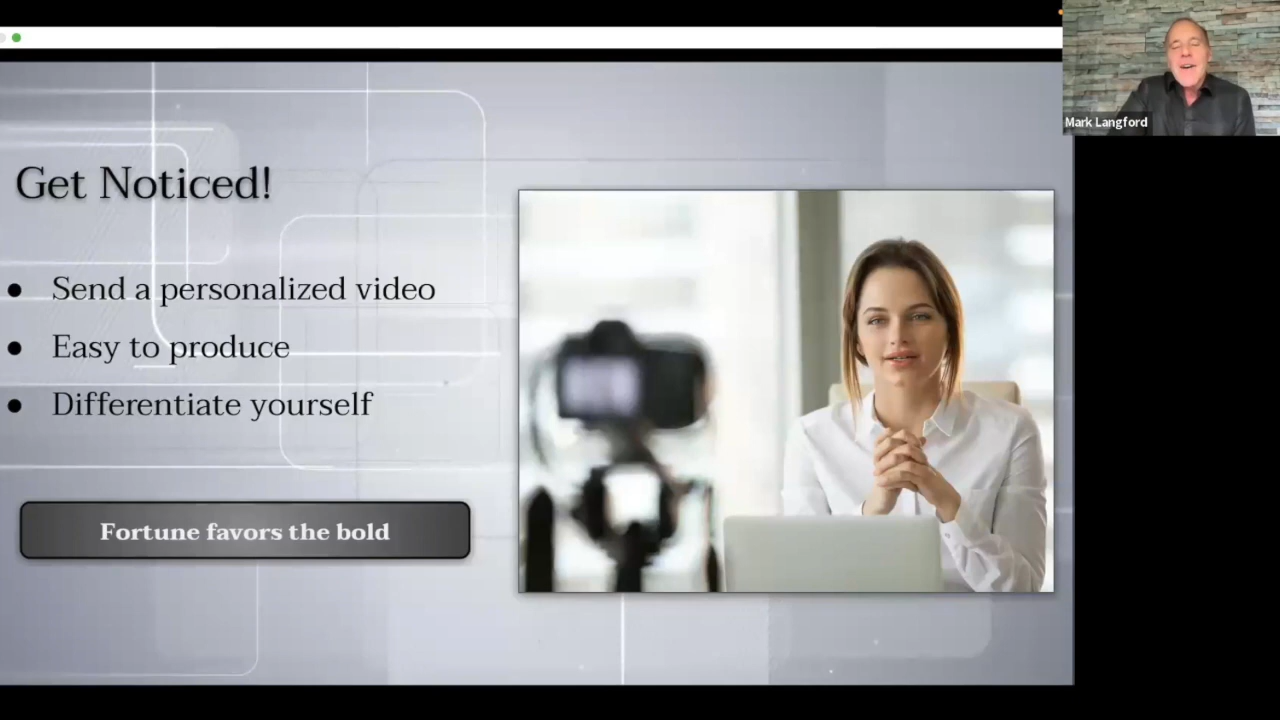 Mark Langford
Get Noticed!
● Send a personalized video
● Easy to produce
● Differentiate yourself
Fortune favors the bold